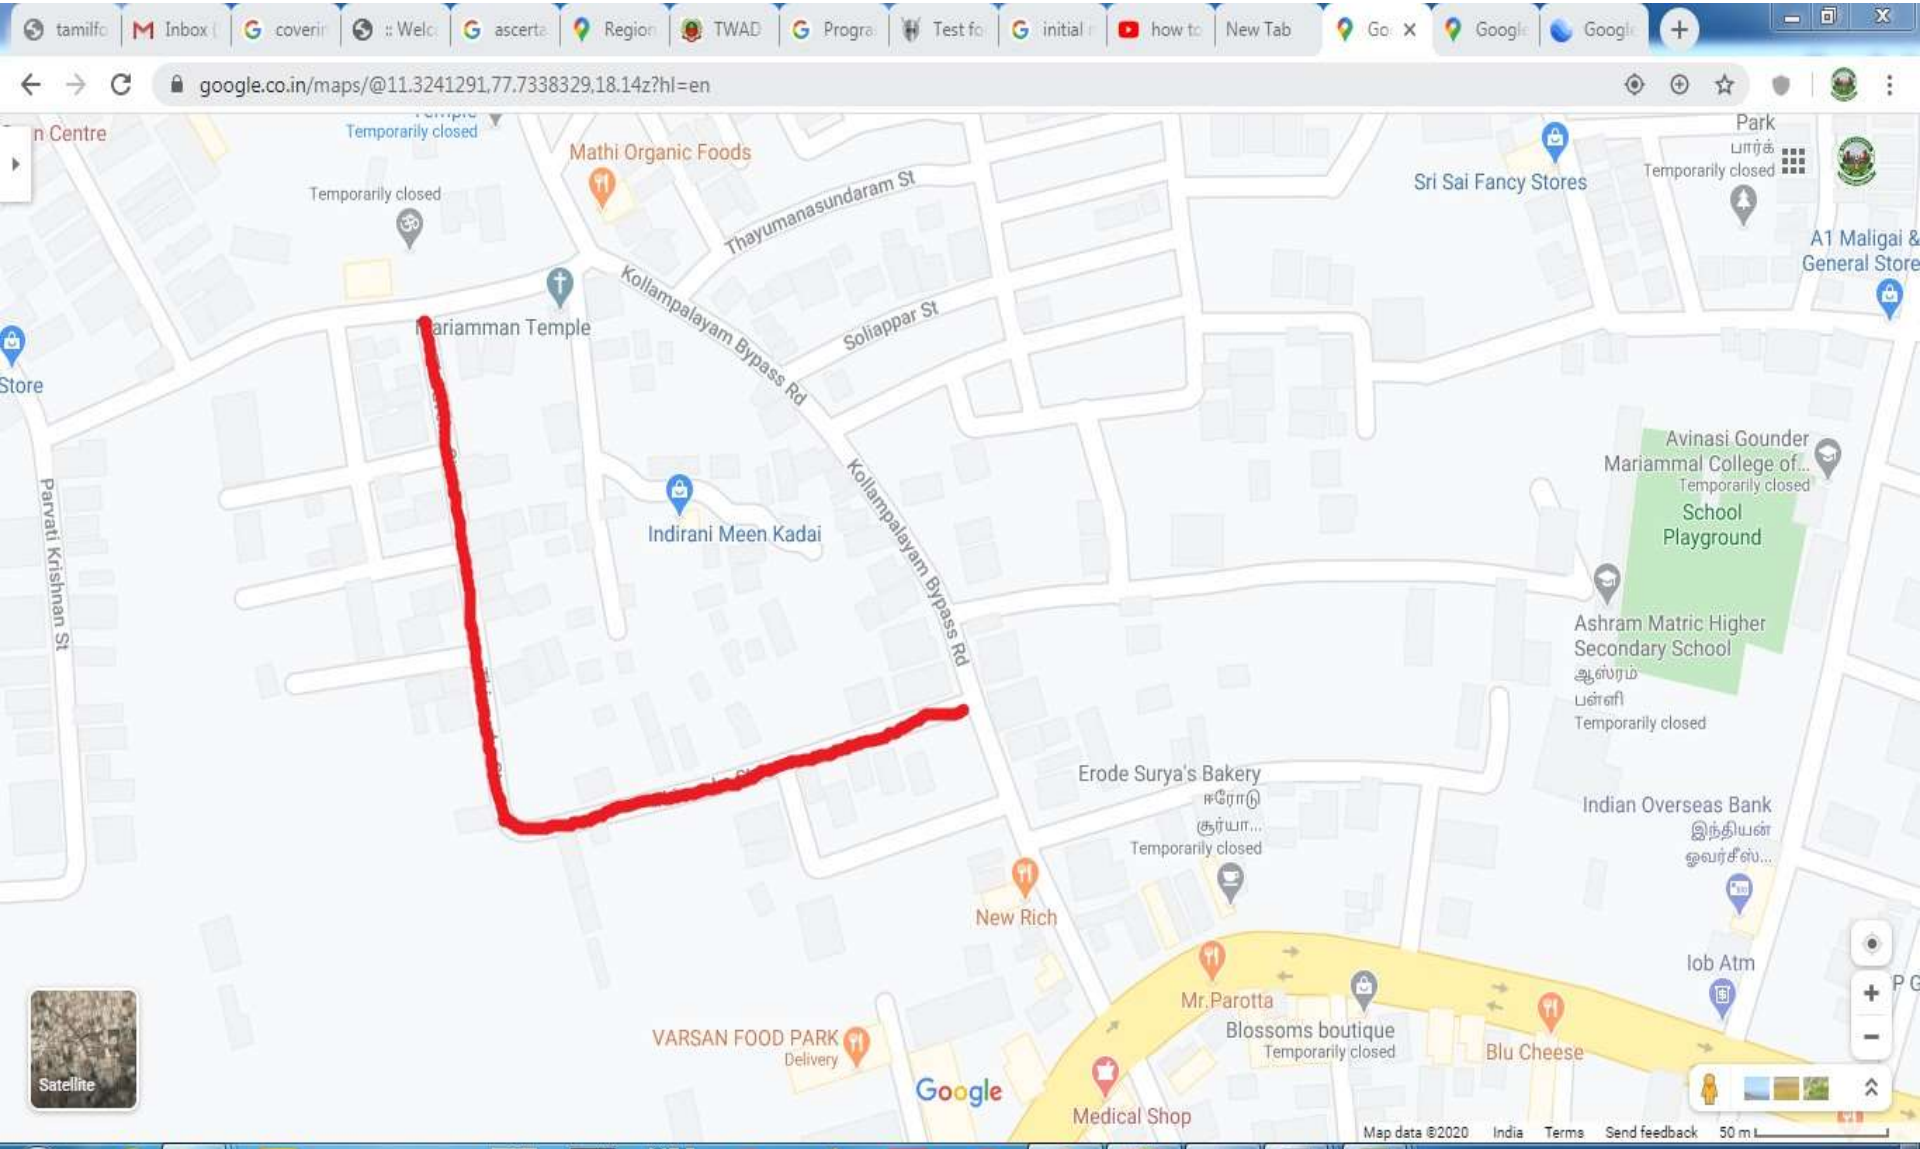 tamilfo
Inbox (
coverin
:: Welc
ascerta
Region
TWAD
Progra
Test fo
initial
how to
New Tab
Go
Google
Google
google.co.in/maps/@11.3241291,77.7338329,18.14z?hl=en
n Centre
Temporarily closed
Mathi Organic Foods
Park
பார்க்
Temporarily closed
Sri Sai Fancy Stores
Temporarily closed
Thayumanasundaram St
A1 Maligai &
General Store
Kollampalayam Bypass Rd
Mariamman Temple
Soliappar St
Store
Avinasi Gounder
Mariammal College of...
Temporarily closed
School
Playground
Parvati Krishnan St
Indirani Meen Kadai
Kollampalayam Bypass Rd
Ashram Matric Higher
Secondary School
ஆஸ்ரம்
பள்ளி
Temporarily closed
Erode Surya's Bakery
ஈரோடு
சூர்யா...
Temporarily closed
Indian Overseas Bank
இந்தியன்
ஓவர்சீஸ்...
New Rich
Iob Atm
P G
Mr.Parotta
Blossoms boutique
Temporarily closed
VARSAN FOOD PARK
Delivery
Blu Cheese
Satellite
Google
Medical Shop
Map data ©2020 India Terms Send feedback 50 m